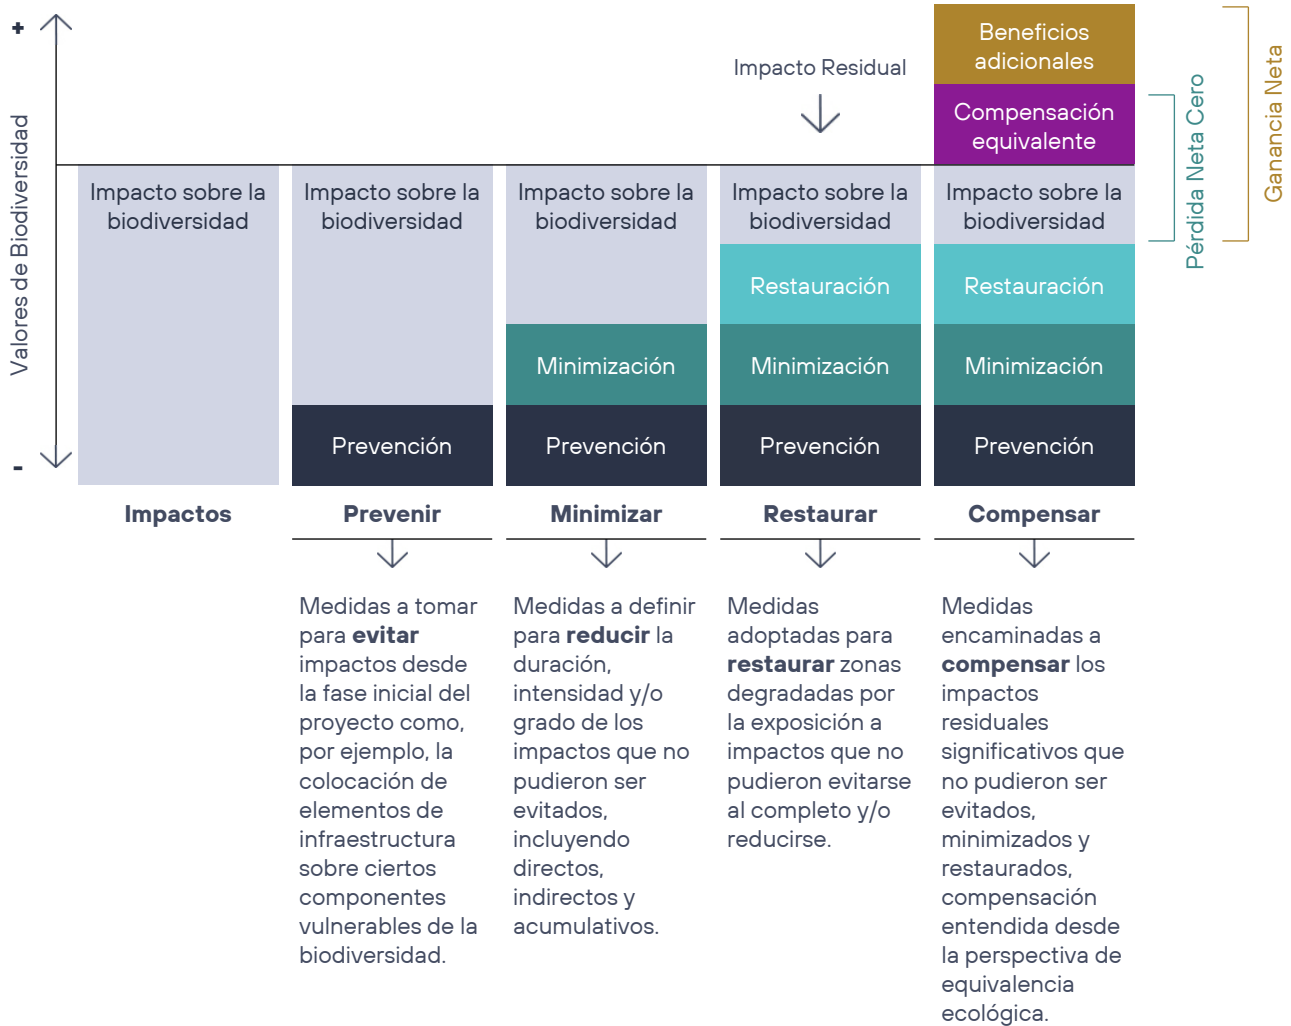 +
Valores de Biodiversidad
-
Impacto Residual
Beneficios
adicionales
Compensación
equivalente
Pérdida Neta Cero
Ganancia Neta
Impacto sobre la
biodiversidad
Impacto sobre la
biodiversidad
Impacto sobre la
biodiversidad
Impacto sobre la
biodiversidad
Impacto sobre la
biodiversidad
Restauración
Restauración
Minimización
Minimización
Minimización
Prevención
Prevención
Prevención
Prevención
Impactos
Prevenir
Minimizar
Restaurar
Compensar
Medidas a tomar
para evitar
impactos desde
la fase inicial del
proyecto como,
por ejemplo, la
colocación de
elementos de
infraestructura
sobre ciertos
componentes
vulnerables de la
biodiversidad.
Medidas a definir
para reducir la
duración,
intensidad y/o
grado de los
impactos que no
pudieron ser
evitados,
incluyendo
directos,
indirectos y
acumulativos.
Medidas
adoptadas para
restaurar zonas
degradadas por
la exposición a
impactos que no
pudieron evitarse
al completo y/o
reducirse.
Medidas
encaminadas a
compensar los
impactos
residuales
significativos que
no pudieron ser
evitados,
minimizados y
restaurados,
compensación
entendida desde
la perspectiva de
equivalencia
ecológica.